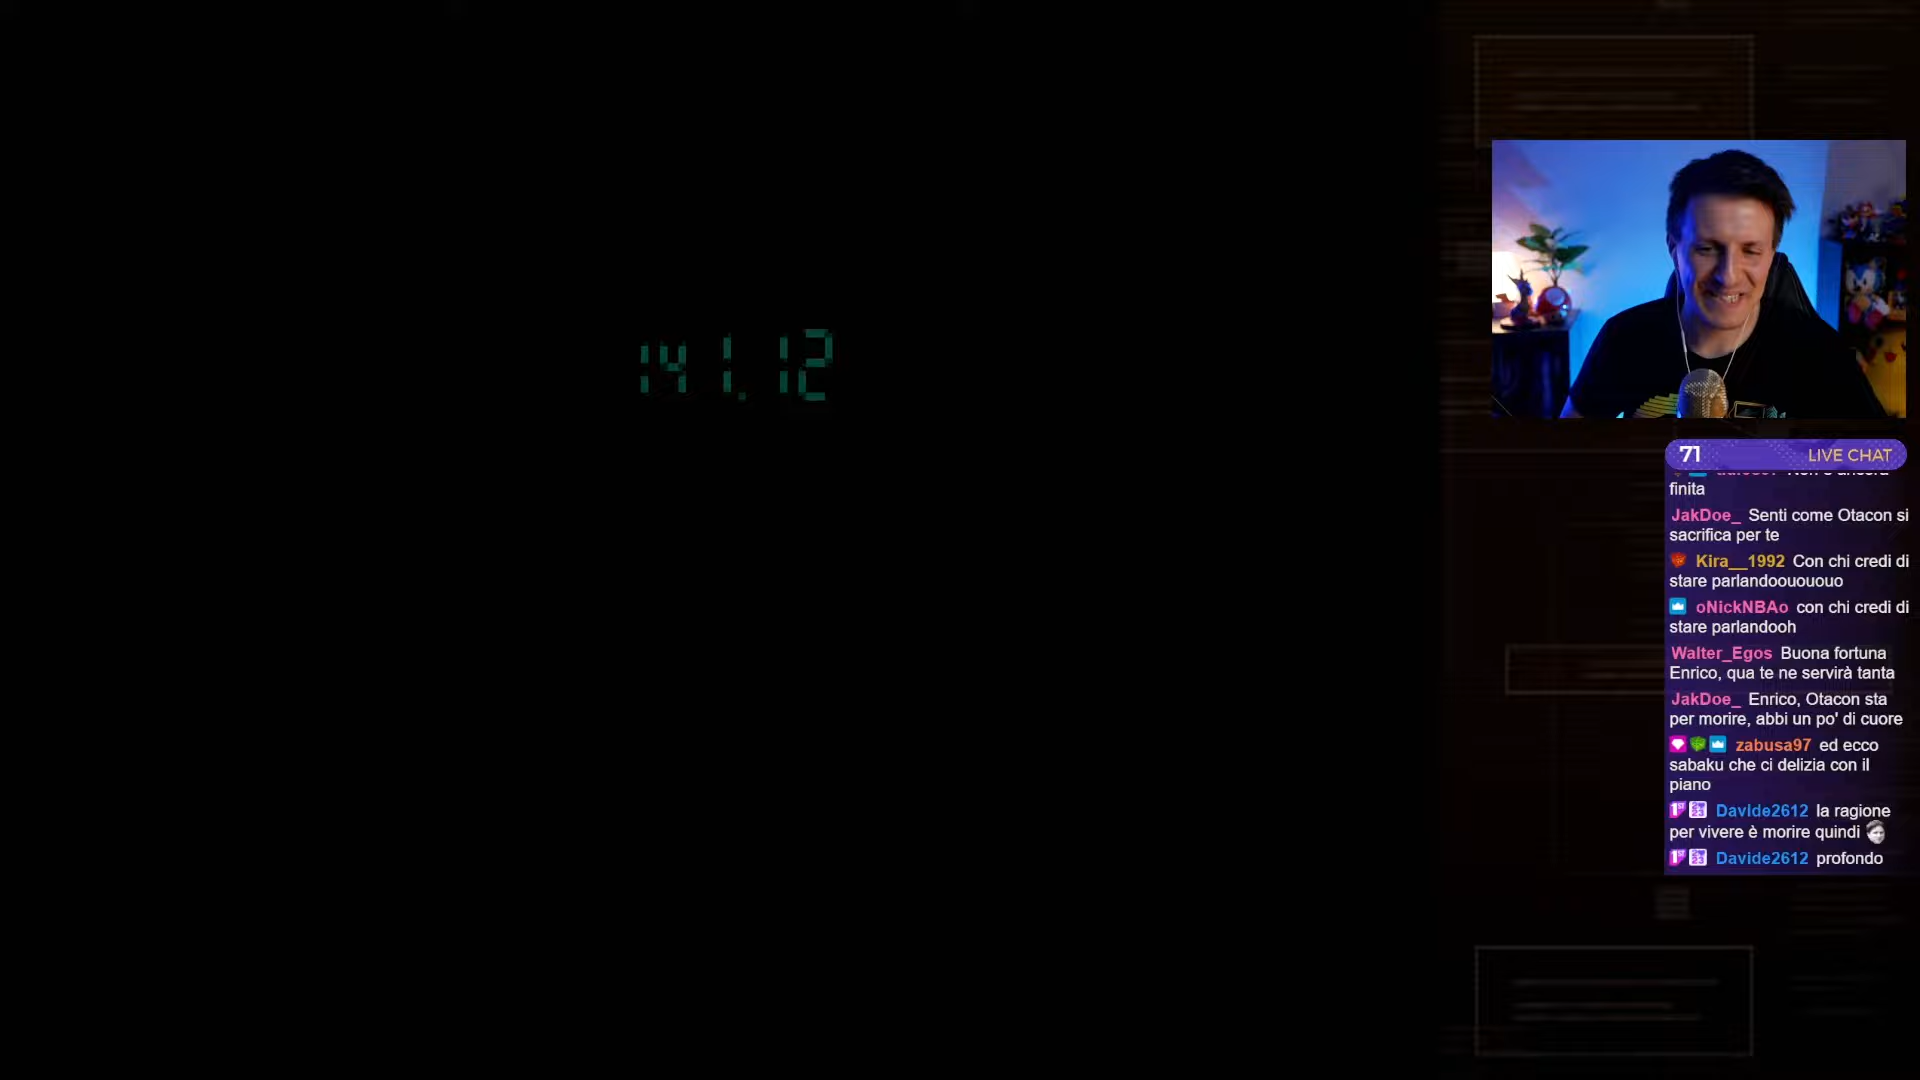 141.12
71 LIVE CHAT
finita
JakDoe_ Senti come Otacon si
sacrifica per te
Kira__1992 Con chi credi di
stare parlandoouououo
oNickNBAo con chi credi di
stare parlandooh
Walter_Egos Buona fortuna
Enrico, qua te ne servirà tanta
JakDoe_ Enrico, Otacon sta
per morire, abbi un po' di cuore
zabusa97 ed ecco
sabaku che ci delizia con il
piano
DavIde2612 la ragione
per vivere è morire quindi
DavIde2612 profondo